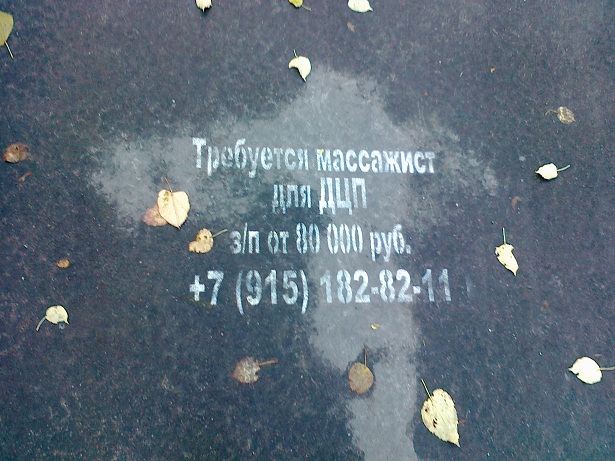 Требуется массажист
для ДЦП
з/п от 80 000 руб.
+7 (915) 182-82-11